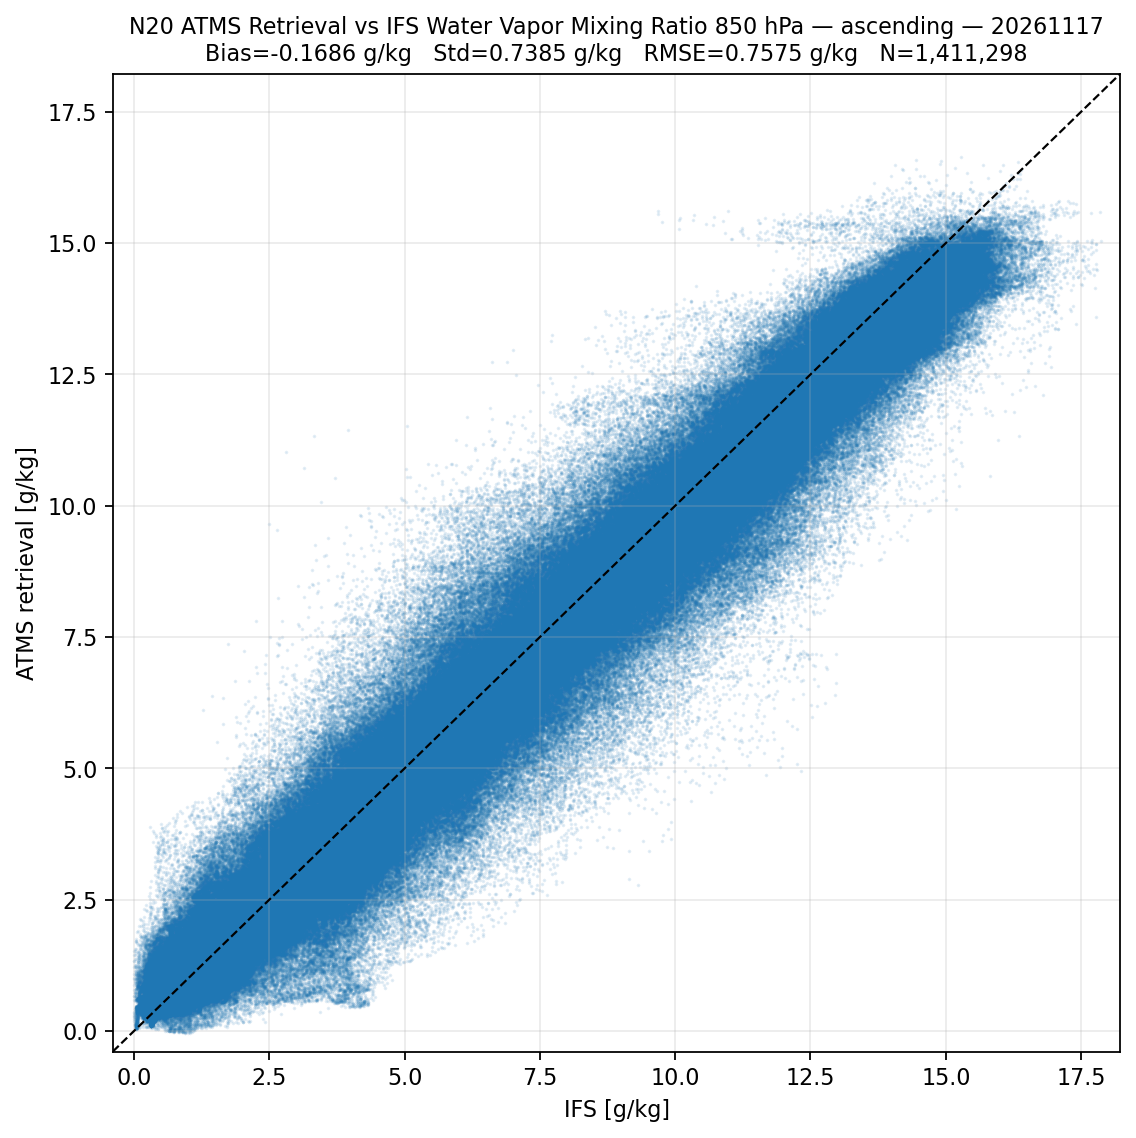 N20 ATMS Retrieval vs IFS Water Vapor Mixing Ratio 850 hPa — ascending — 20261117
Bias=-0.1686 g/kg   Std=0.7385 g/kg   RMSE=0.7575 g/kg   N=1,411,298
17.5
15.0
12.5
10.0
7.5
5.0
2.5
0.0
ATMS retrieval [g/kg]
0.0 2.5 5.0 7.5 10.0 12.5 15.0 17.5
IFS [g/kg]